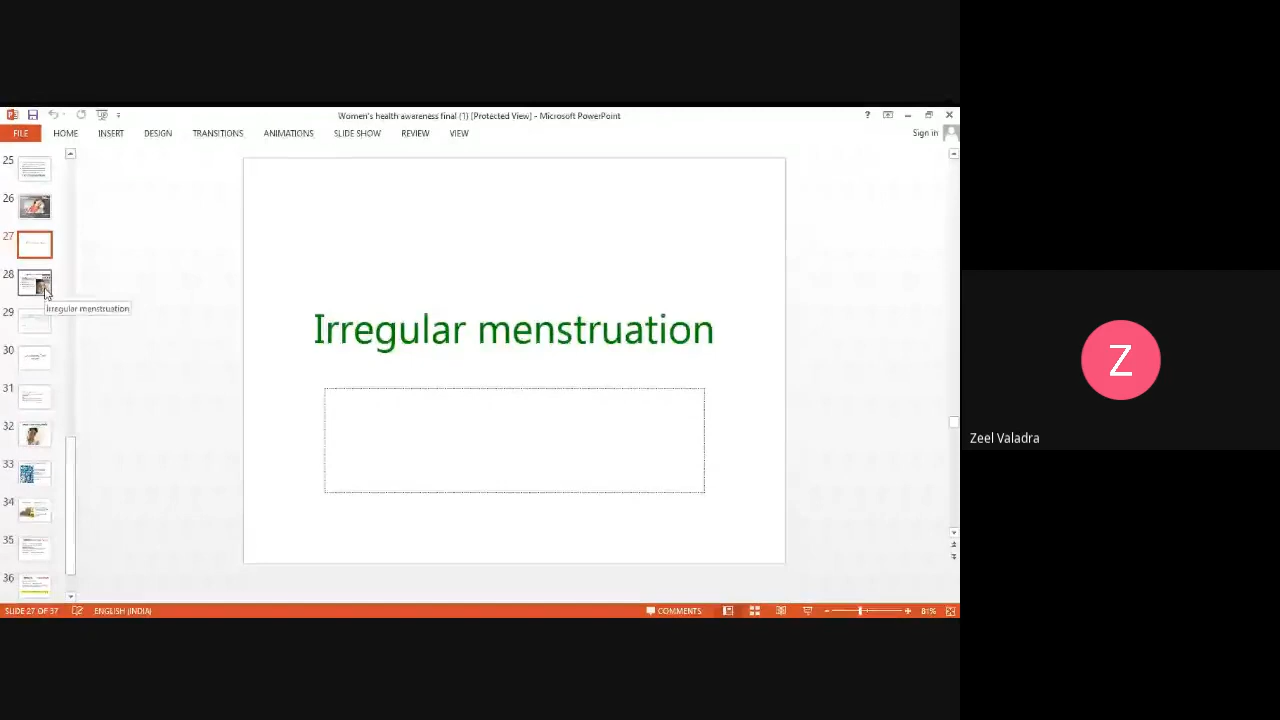 Women's health awareness final (1) [Protected View] - Microsoft PowerPoint
?
FILE HOME INSERT DESIGN TRANSITIONS ANIMATIONS SLIDE SHOW REVIEW VIEW
Sign in
25
26
27
28
Irregular menstruation
29
30
31
32
33
34
35
36
Irregular menstruation
SLIDE 27 OF 37 ENGLISH (INDIA) COMMENTS 81%
Z
Zeel Valadra